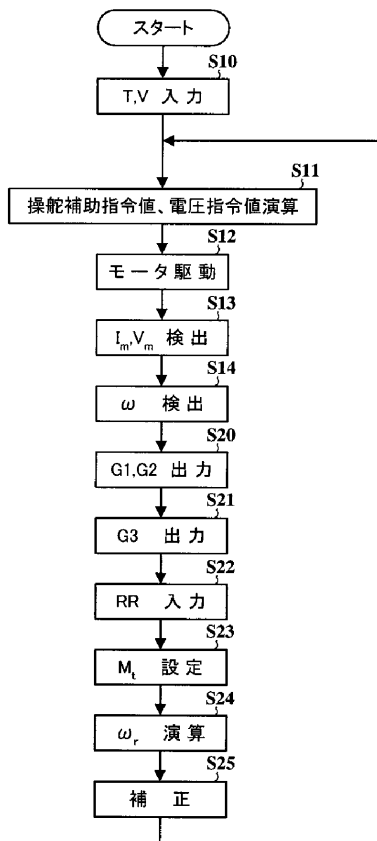 スタート
S10
T,V 入力
S11
操舵補助指令値、電圧指令値演算
S12
モータ駆動
S13
Im,Vm 検出
S14
ω 検出
S20
G1,G2 出力
S21
G3 出力
S22
RR 入力
S23
Mt 設定
S24
ωr 演算
S25
補正